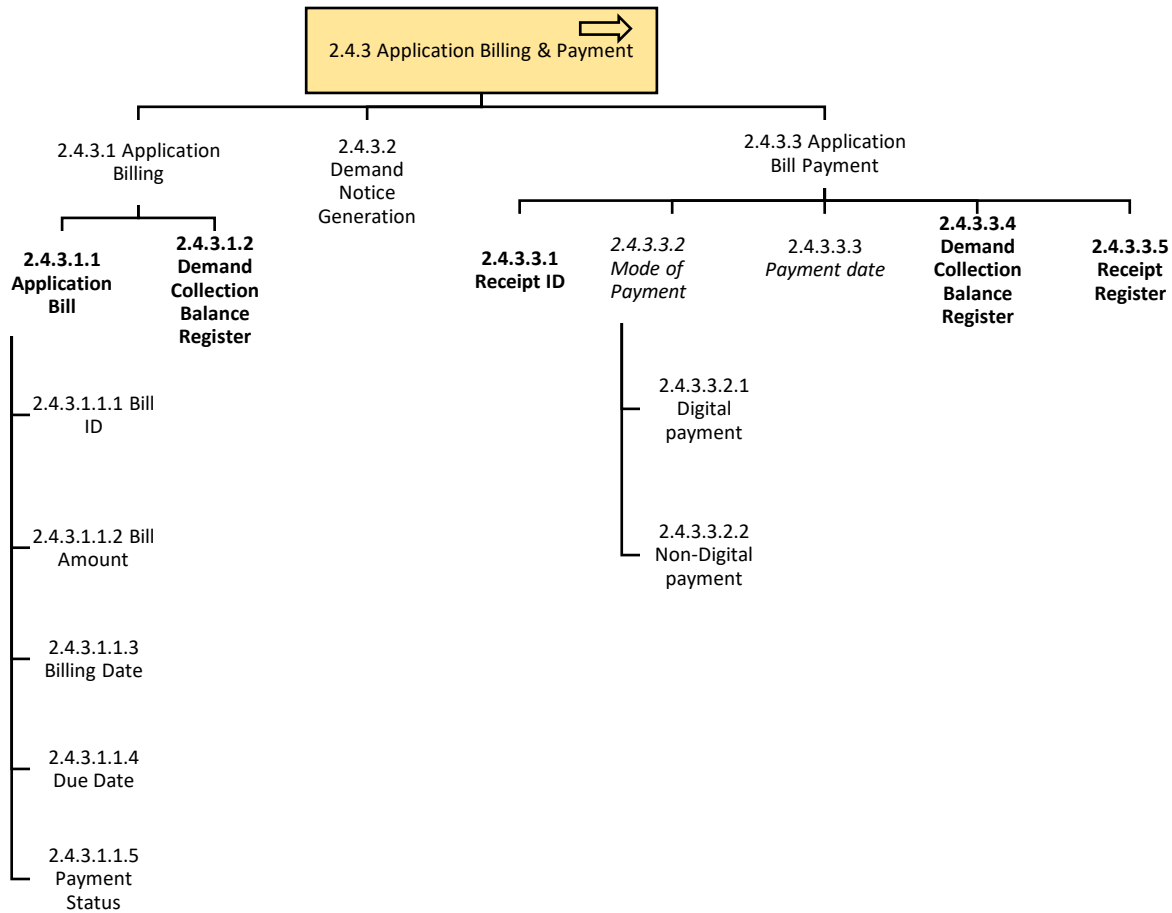 2.4.3 Application Billing & Payment
2.4.3.1 Application
Billing
2.4.3.2
Demand
Notice
Generation
2.4.3.3 Application
Bill Payment
2.4.3.1.1
Application
Bill
2.4.3.1.2
Demand
Collection
Balance
Register
2.4.3.3.1
Receipt ID
2.4.3.3.2
Mode of
Payment
2.4.3.3.3
Payment date
2.4.3.3.4
Demand
Collection
Balance
Register
2.4.3.3.5
Receipt
Register
2.4.3.1.1.1 Bill
ID
2.4.3.1.1.2 Bill
Amount
2.4.3.1.1.3
Billing Date
2.4.3.1.1.4
Due Date
2.4.3.1.1.5
Payment
Status
2.4.3.3.2.1
Digital
payment
2.4.3.3.2.2
Non-Digital
payment